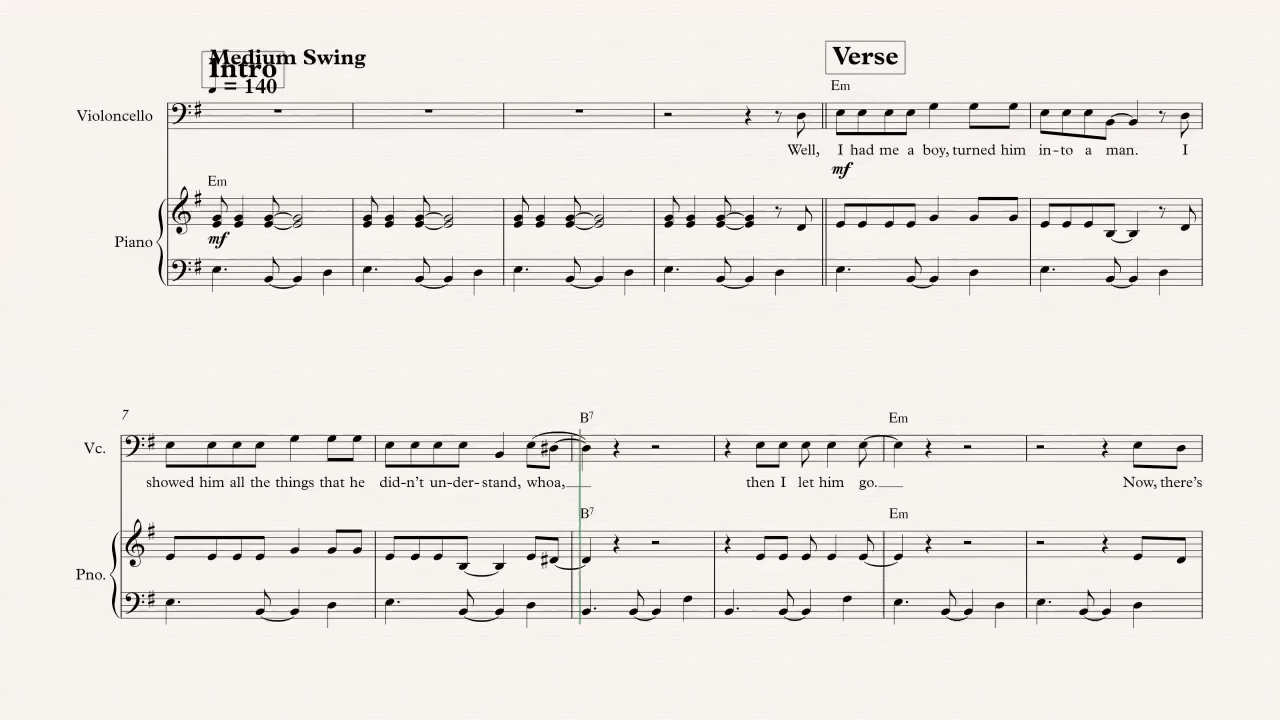 Medium Swing
Intro
♩ = 140
Verse
Em
Violoncello
Well, I had me a boy, turned him in-to a man. I
mf
Em
Piano
mf
7
B7 Em
Vc.
showed him all the things that he did-n't un-der-stand, whoa, then I let him go. Now, there's
B7 Em
Pno.